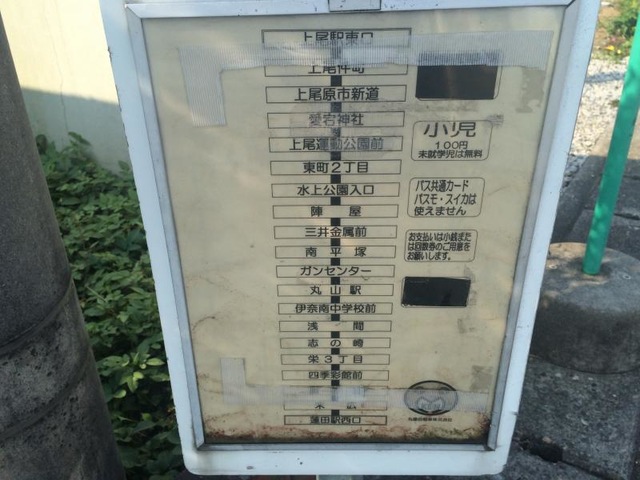 上尾駅東口
上尾仲町
上尾原市新道
愛宕神社
上尾運動公園前
東町2丁目
水上公園入口
陣屋
三井金属前
南平塚
ガンセンター
丸山駅
伊奈南中学校前
浅間
志の崎
栄3丁目
四季彩館前
蓮田駅西口
小児
100円
未就学児は無料
バス共通カード
パスモ・スイカは
使えません
お支払いは小銭また
は回数券のご用意を
お願いします。